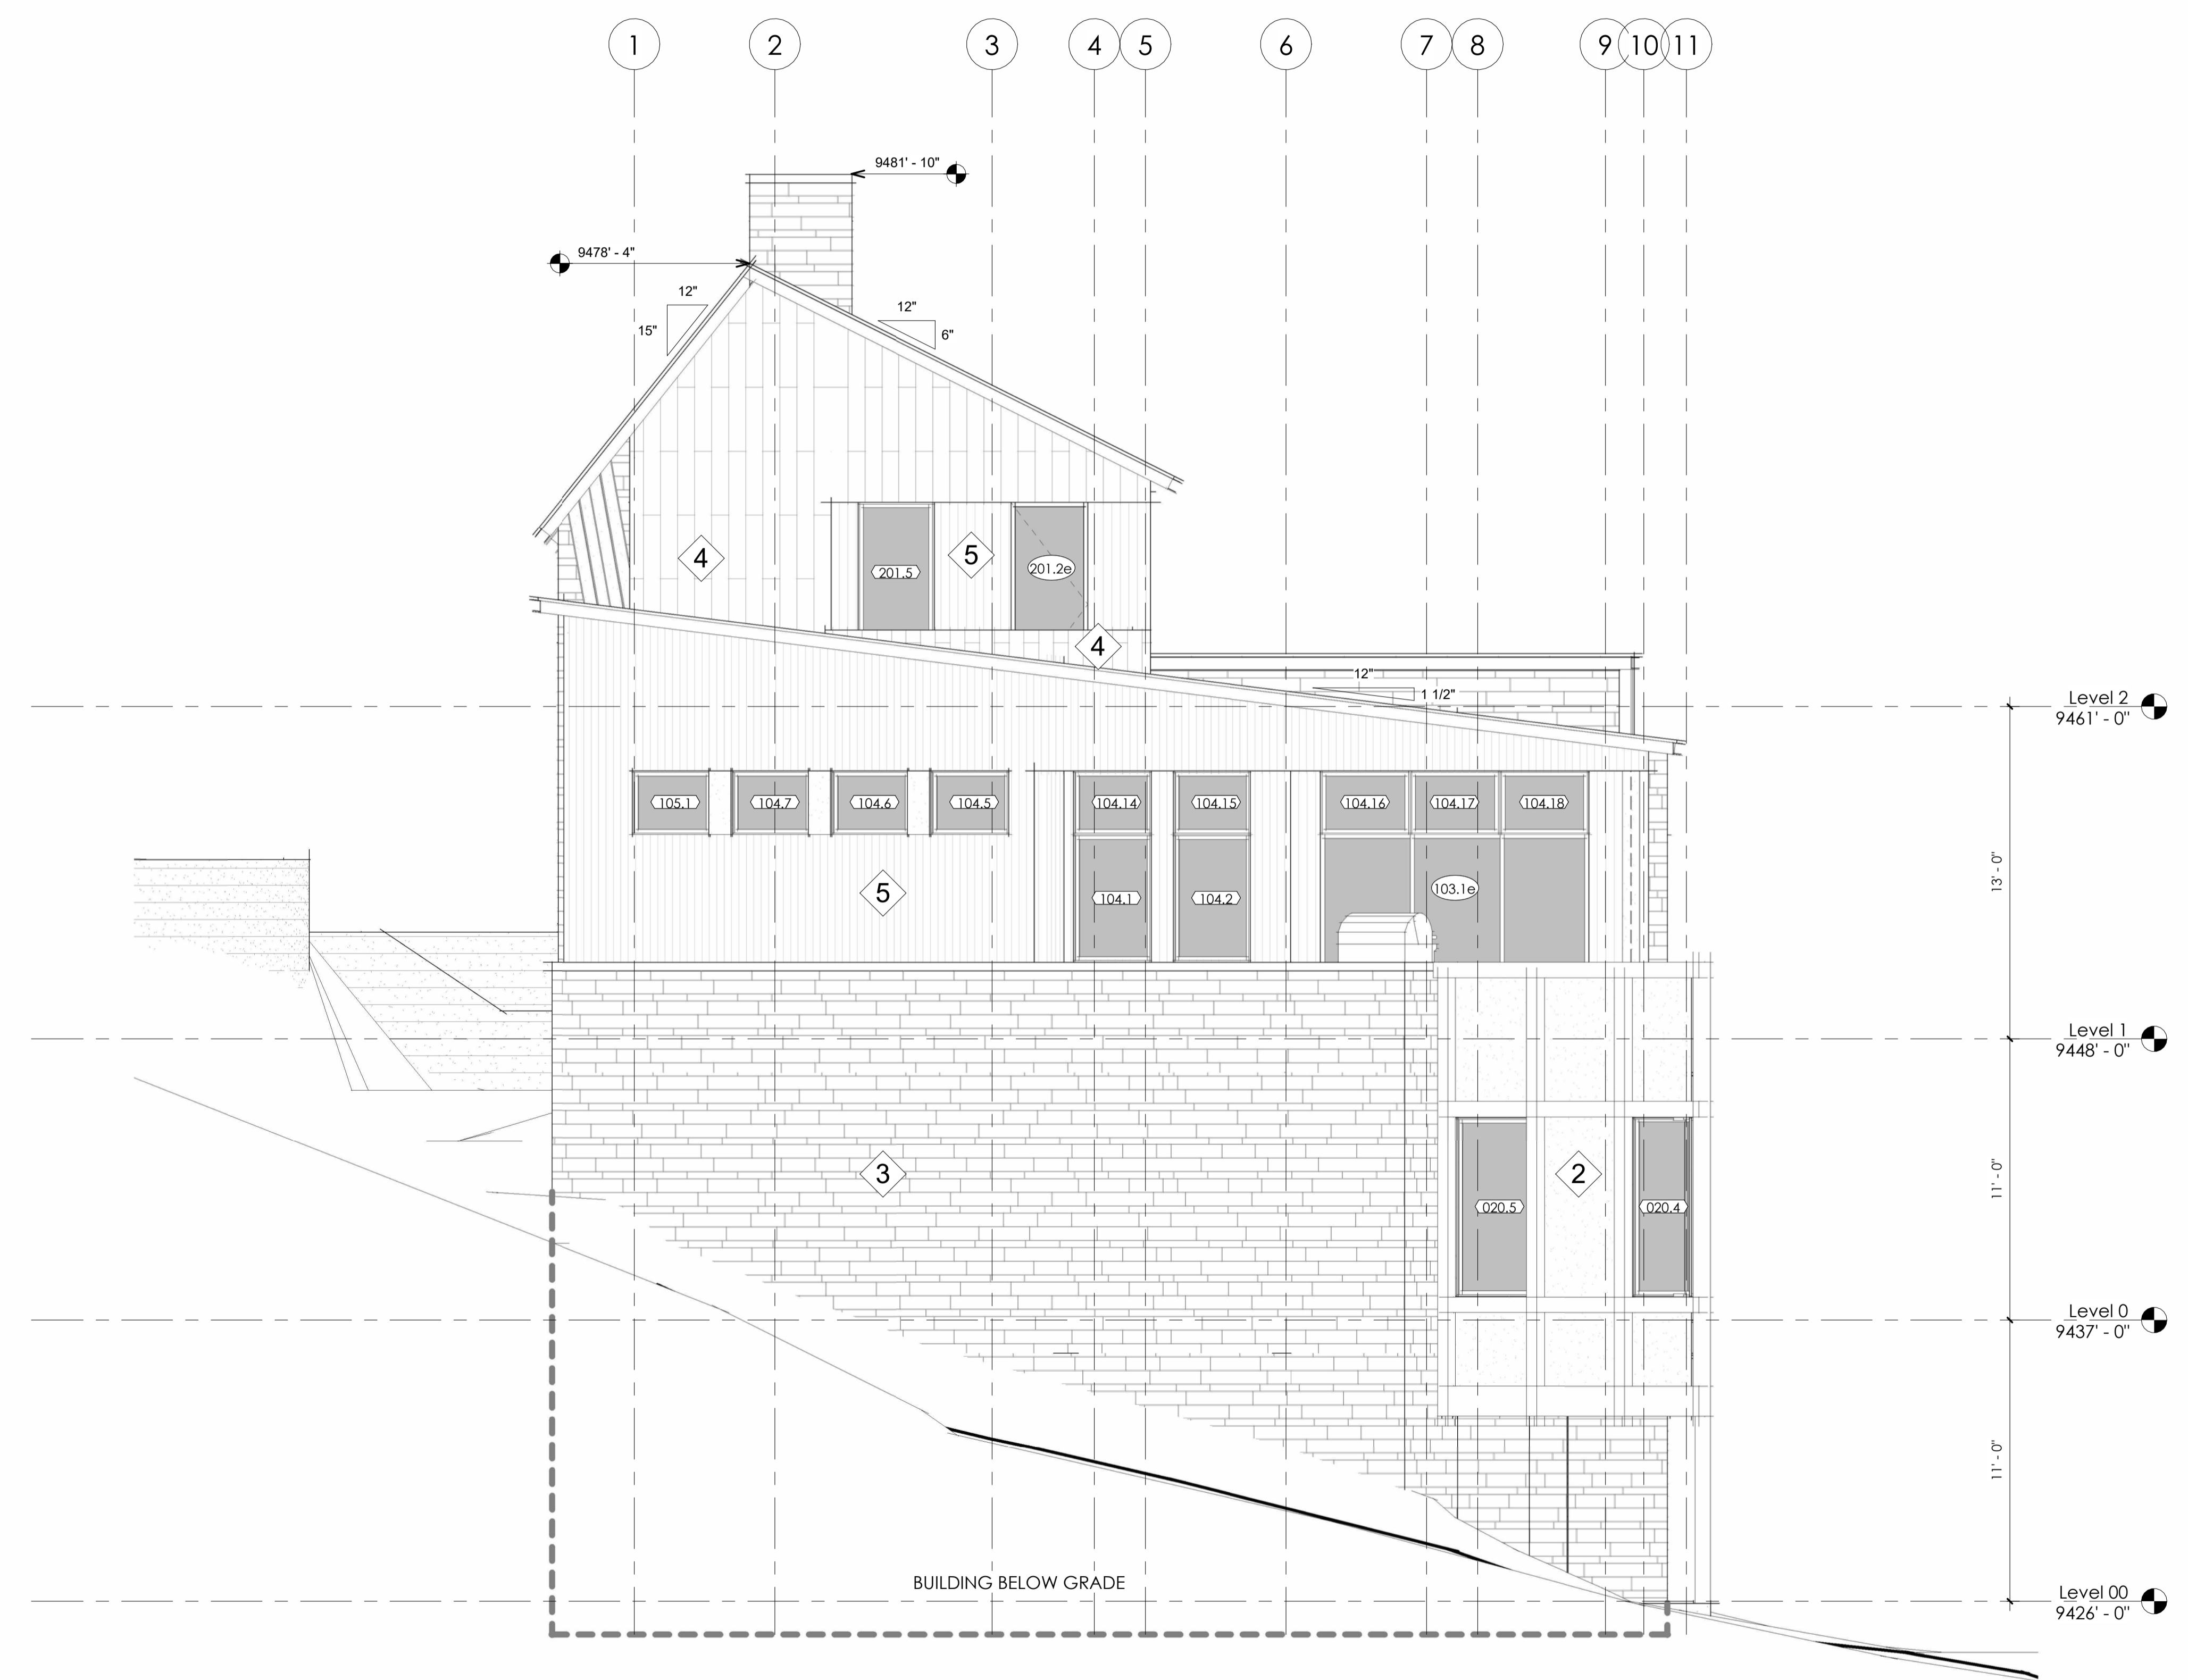 1 2 3 4 5 6 7 8 9 10 11
9481' - 10"
9478' - 4"
12"
15"
12"
6"
4
5
201.5
201.2e
4
12"
1 1/2"
Level 2
9461' - 0"
105.1
104.7
104.6
104.5
104.14
104.15
104.16
104.17
104.18
5
104.1
104.2
103.1e
13' - 0"
Level 1
9448' - 0"
3
2
11' - 0"
020.5
020.4
Level 0
9437' - 0"
11' - 0"
BUILDING BELOW GRADE
Level 00
9426' - 0"